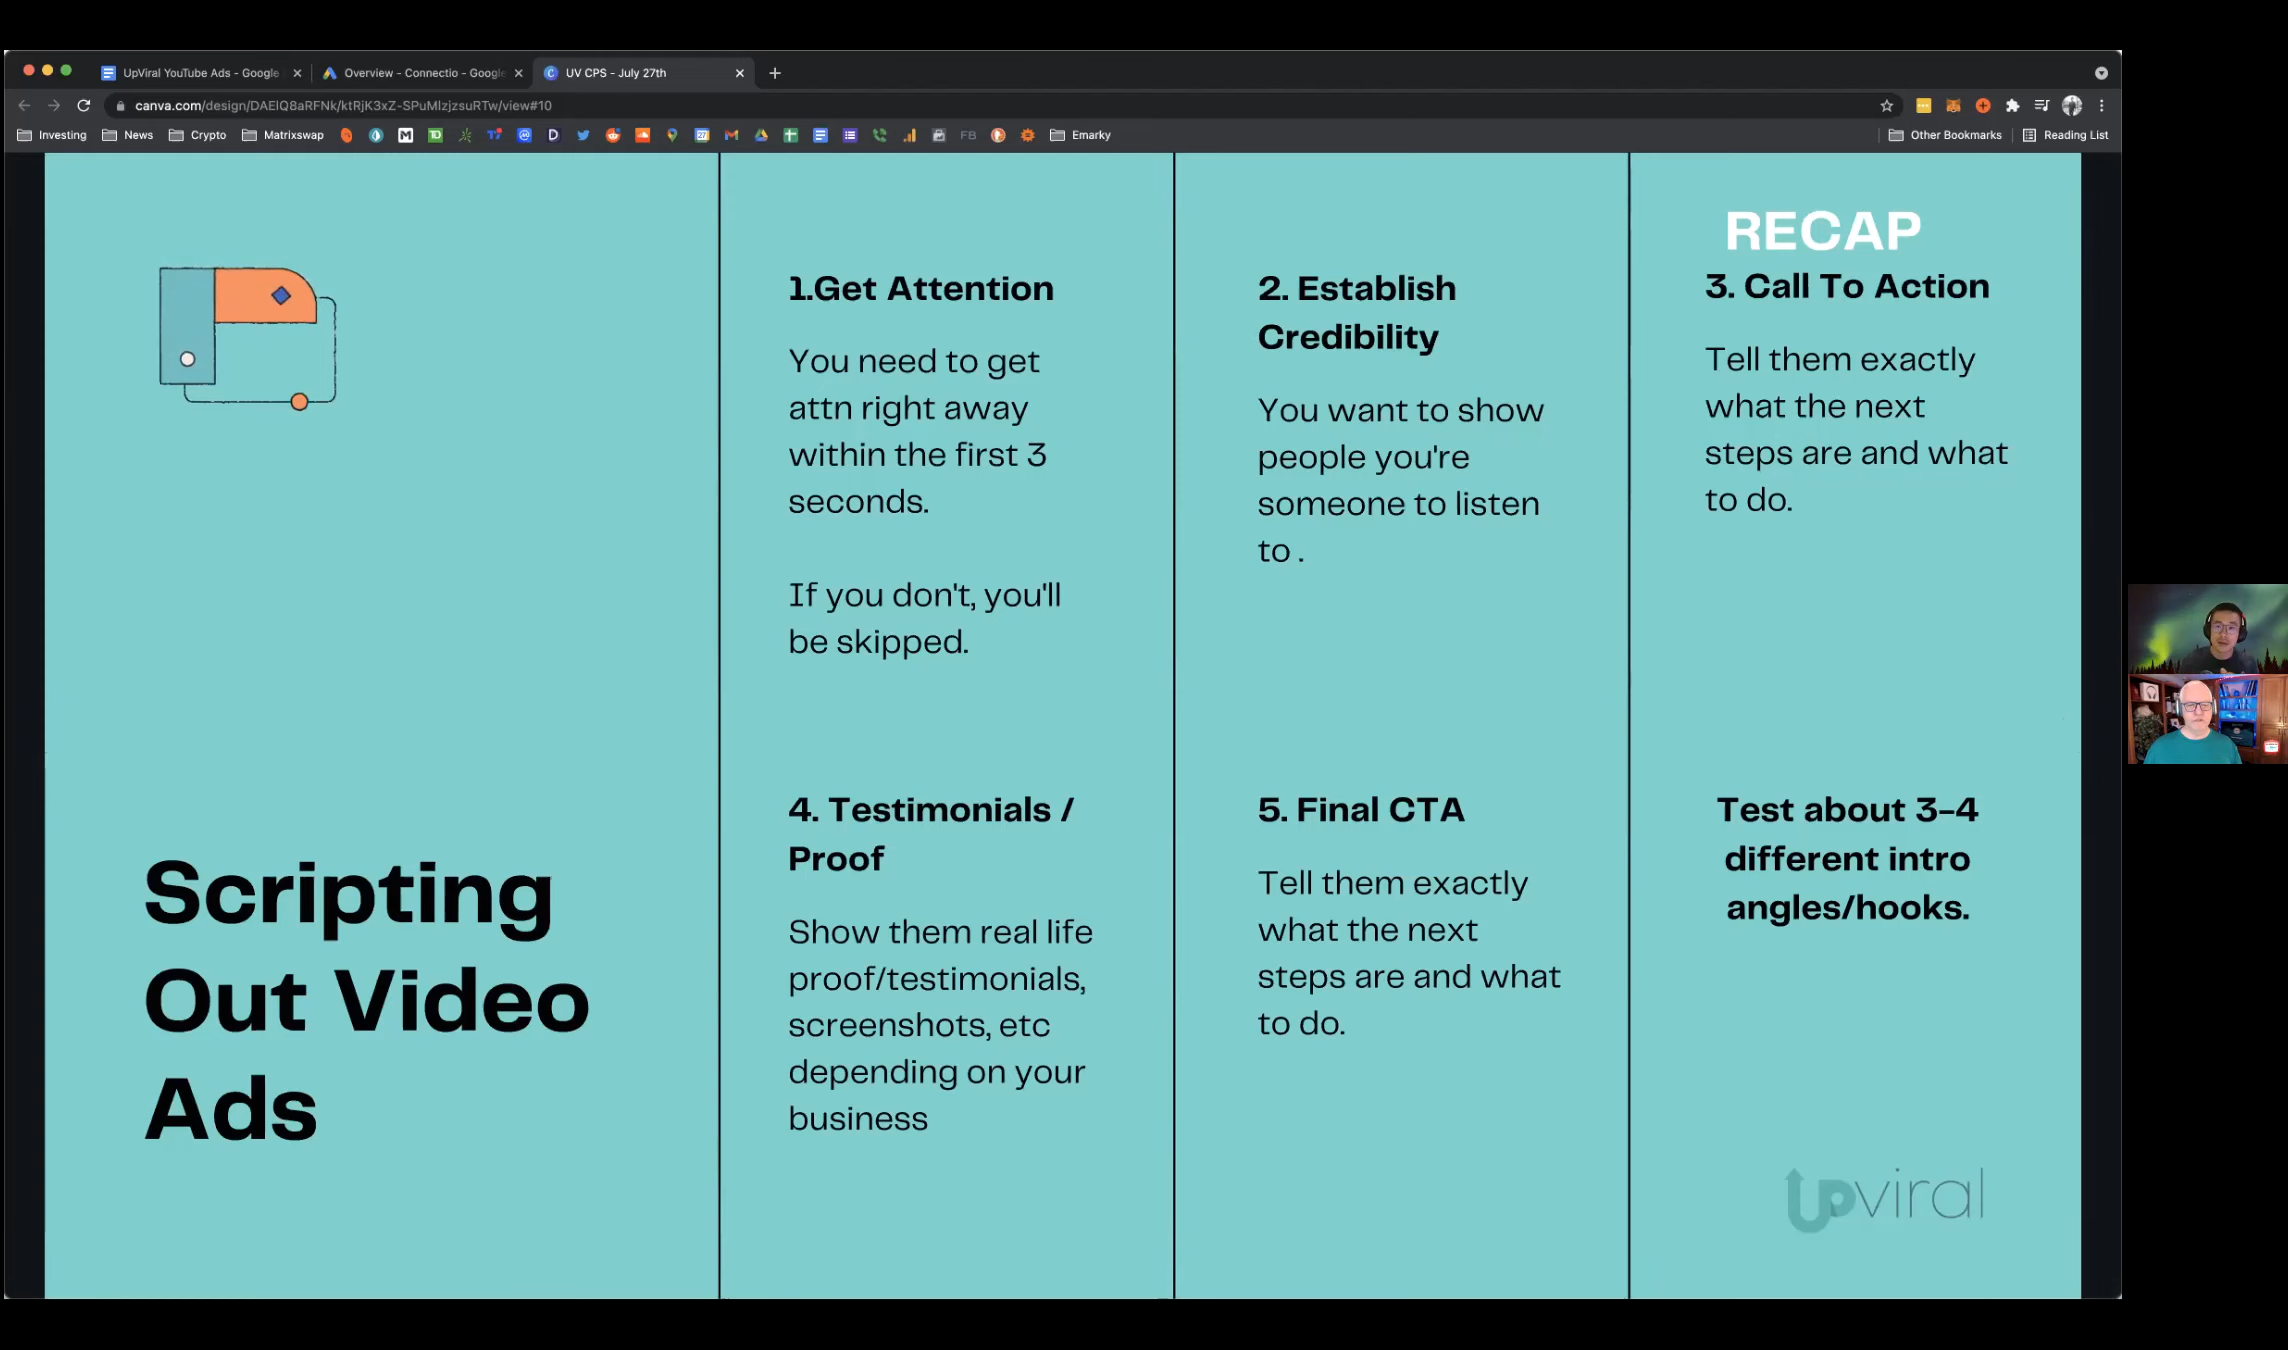 UpViral YouTube Ads - Google
Overview - Connectio - Google
UV CPS - July 27th
canva.com/design/DAElQ8aRFNk/ktRjK3xZ-SPuMlzjzsuRTw/view#10
Investing
News
Crypto
Matrixswap
FB
Emarky
Other Bookmarks
Reading List
Scripting
Out Video
Ads
1.Get Attention
You need to get
attn right away
within the first 3
seconds.
If you don't, you'll
be skipped.
2. Establish
Credibility
You want to show
people you're
someone to listen
to .
RECAP
3. Call To Action
Tell them exactly
what the next
steps are and what
to do.
4. Testimonials /
Proof
Show them real life
proof/testimonials,
screenshots, etc
depending on your
business
5. Final CTA
Tell them exactly
what the next
steps are and what
to do.
Test about 3-4
different intro
angles/hooks.
Upviral